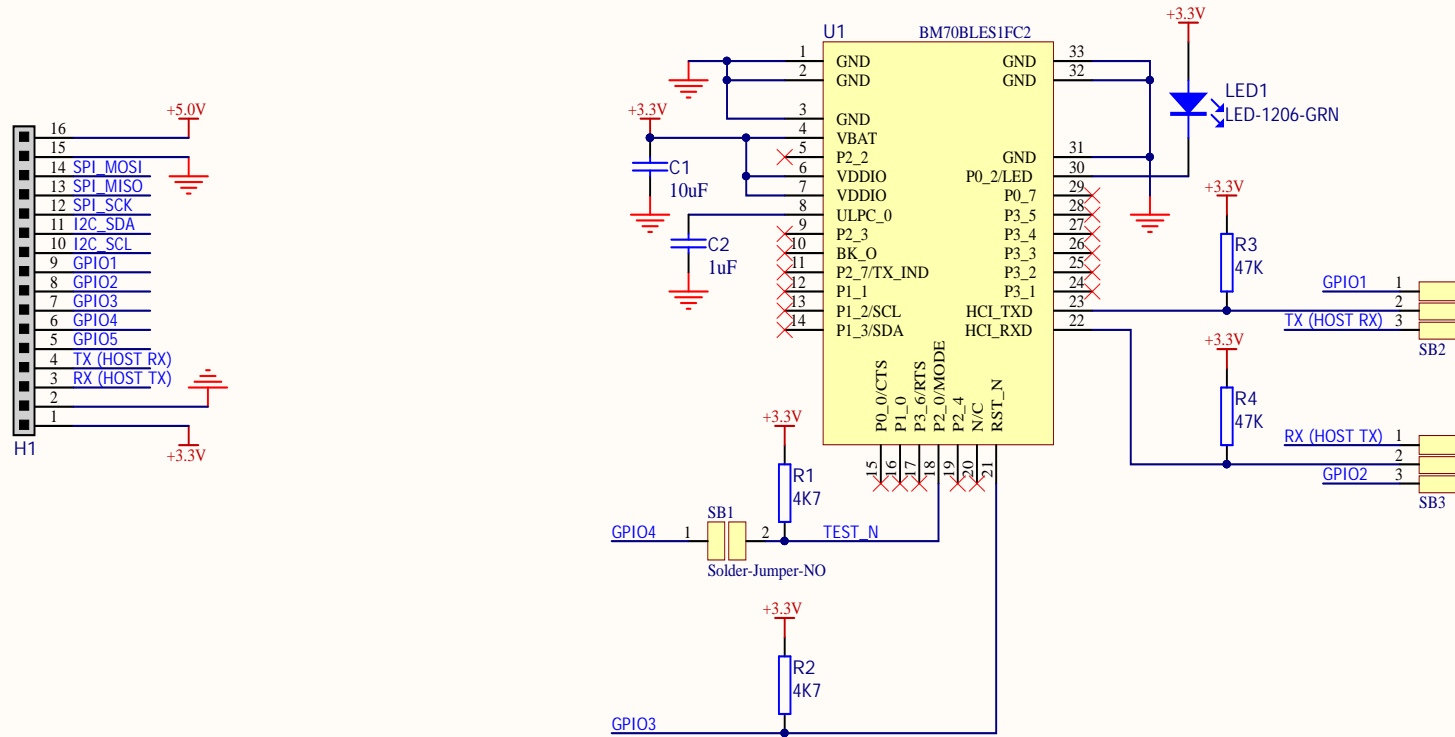 +5.0V
16
15
14 SPI_MOSI
13 SPI_MISO
12 SPI_SCK
11 I2C_SDA
10 I2C_SCL
9 GPIO1
8 GPIO2
7 GPIO3
6 GPIO4
5 GPIO5
4 TX (HOST RX)
3 RX (HOST TX)
2
1
+3.3V
H1
U1
BM70BLES1FC2
1 GND
2 GND
3 GND
4 VBAT
5 P2_2
6 VDDIO
7 VDDIO
8 ULPC_0
9 P2_3
10 BK_O
11 P2_7/TX_IND
12 P1_1
13 P1_2/SCL
14 P1_3/SDA
15 P0_0/CTS
16 P1_0
17 P3_6/RTS
18 P2_0/MODE
19 P2_4
20 N/C
21 RST_N
GND 33
GND 32
GND 31
P0_2/LED 30
P0_7 29
P3_5 28
P3_4 27
P3_3 26
P3_2 25
P3_1 24
HCI_TXD 23
HCI_RXD 22
+3.3V
C1
10uF
C2
1uF
+3.3V
LED1
LED-1206-GRN
+3.3V
R3
47K
GPIO1 1
2
TX (HOST RX) 3
SB2
+3.3V
R4
47K
RX (HOST TX) 1
2
GPIO2 3
SB3
+3.3V
R1
4K7
SB1
GPIO4 1
2 TEST_N
Solder-Jumper-NO
+3.3V
R2
4K7
GPIO3